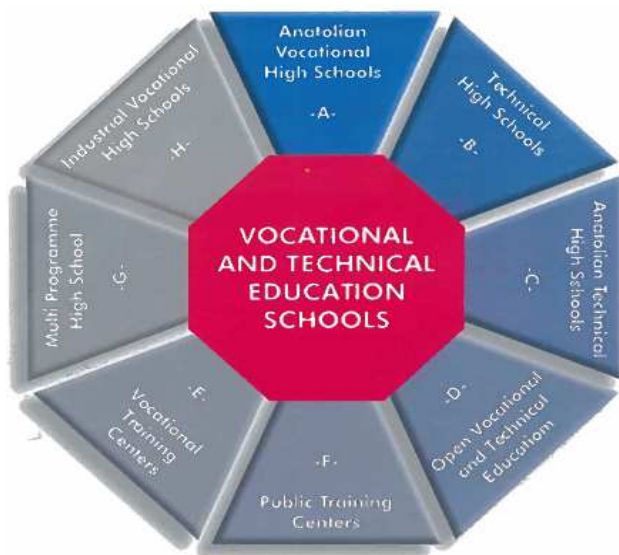 Anatolian
Vocational
High Schools
-A-
Technical
High Schools
-B-
Anatolian Technical
High Schools
-C-
-D-
Open Vocational
and Technical
Education
-F-
Public Training
Centers
-E-
Vocational
Training
Centers
Multi Programme
High School
-G-
Industrial Vocational
High Schools
-H-
VOCATIONAL
AND TECHNICAL
EDUCATION
SCHOOLS